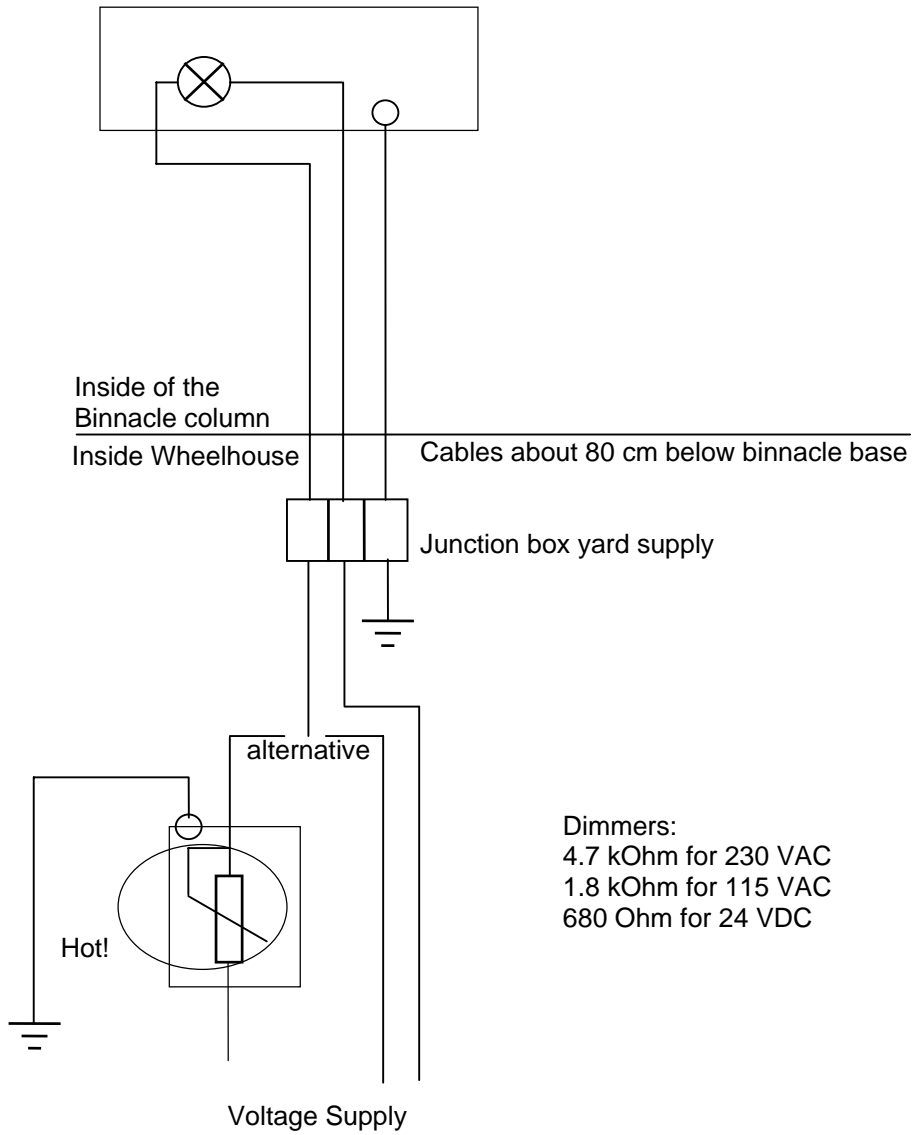 Inside of the
Binnacle column
Inside Wheelhouse
Cables about 80 cm below binnacle base
Junction box yard supply
alternative
Dimmers:
4.7 kOhm for 230 VAC
1.8 kOhm for 115 VAC
680 Ohm for 24 VDC
Hot!
Voltage Supply